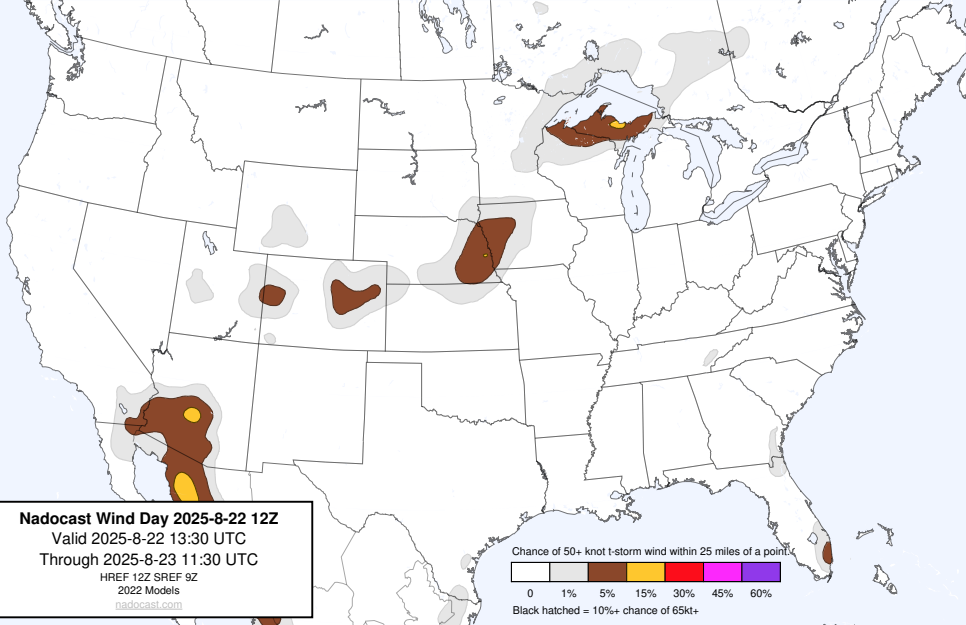 Nadocast Wind Day 2025-8-22 12Z
Valid 2025-8-22 13:30 UTC
Through 2025-8-23 11:30 UTC
HREF 12Z SREF 9Z
2022 Models
nadocast.com
Chance of 50+ knot t-storm wind within 25 miles of a point.
0 1% 5% 15% 30% 45% 60%
Black hatched = 10%+ chance of 65kt+